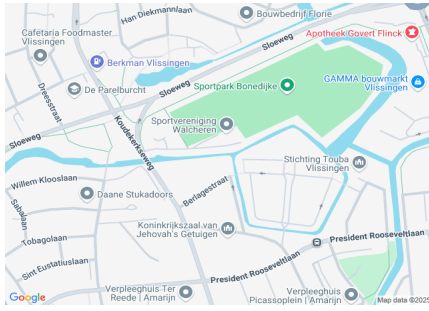 Han Diekmannlaan
Bouwbedrijf Florie
Cafetaria Foodmaster
Vlissingen
Sloeweg
Apotheek Govert Flinck
Berkman Vlissingen
GAMMA bouwmarkt
Vlissingen
Sportpark Bonedijke
De Parelburcht
Sloeweg
Dreesstraat
Koudekerkseweg
Sportvereniging
Walcheren
Sloeweg
Stichting Touba
Vlissingen
Willem Klooslaan
Daane Stukadoors
Berlagestraat
Sabalaan
Koninkrijkszaal van
Jehovah's Getuigen
Tobagolaan
President Rooseveltlaan
Sint Eustatiuslaan
President Rooseveltlaan
Verpleeghuis Ter
Reede | Amarijn
Verpleeghuis
Picassoplein | Amarijn
Google
Map data ©2025